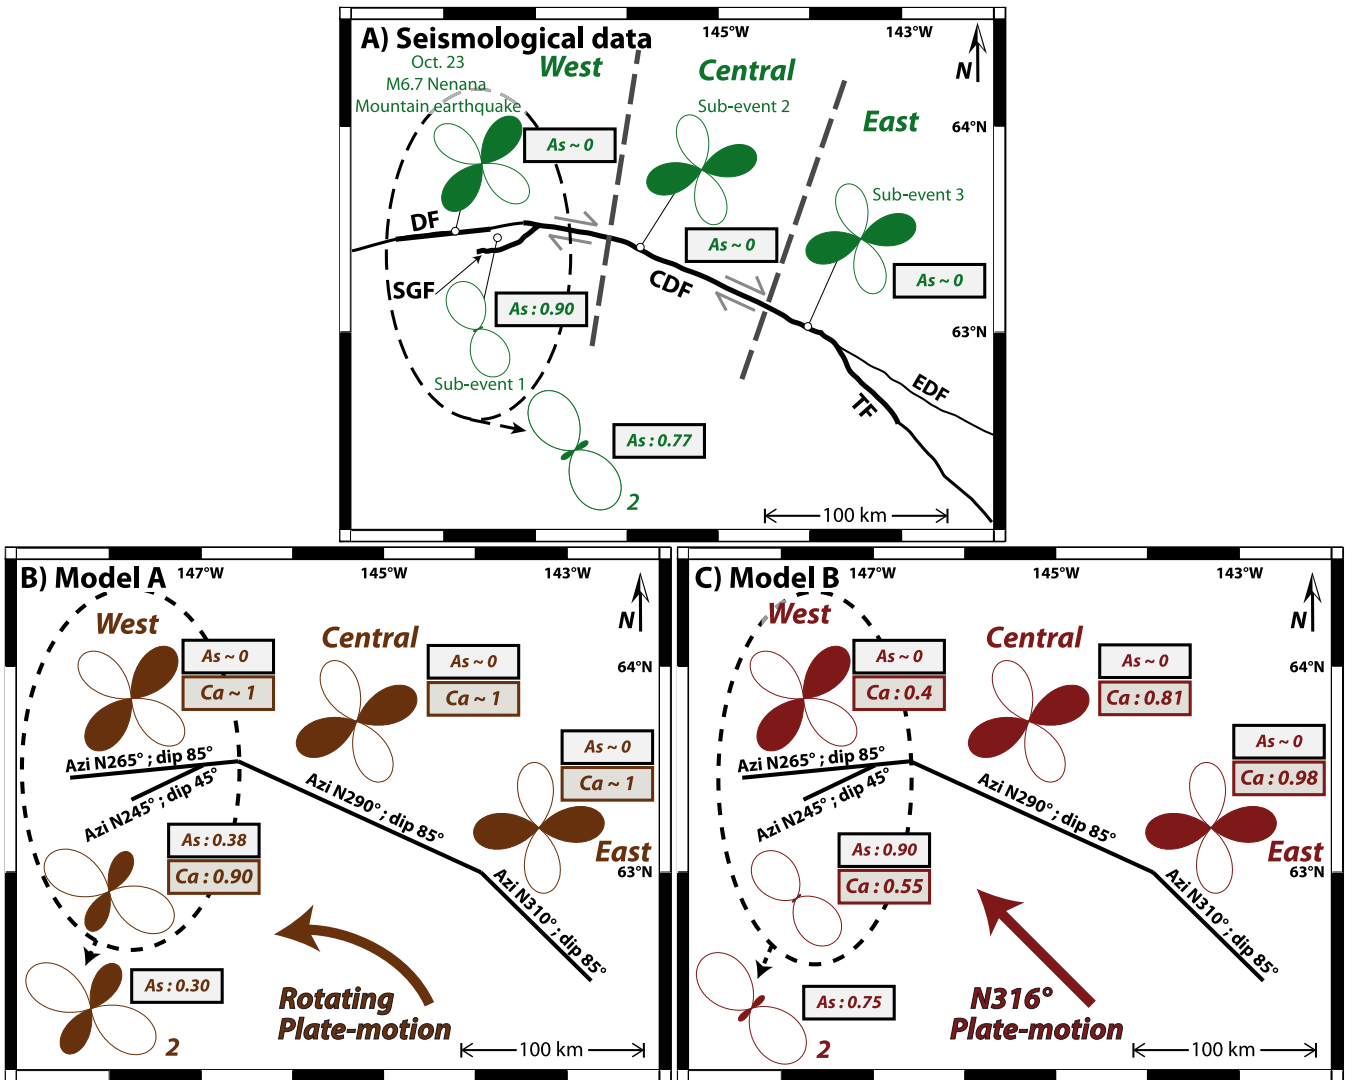 A) Seismological data
145°W
143°W
N
Oct. 23
M6.7 Nenana
Mountain earthquake
West
Central
East
Sub-event 2
As ~ 0
64°N
Sub-event 3
DF
As ~ 0
As ~ 0
SGF
CDF
As : 0.90
63°N
Sub-event 1
EDF
TF
As : 0.77
2
100 km
B) Model A
147°W
145°W
143°W
N
West
Central
As ~ 0
Ca ~ 1
As ~ 0
Ca ~ 1
64°N
Azi N265° ; dip 85°
Azi N245° ; dip 45°
Azi N290° ; dip 85°
As ~ 0
Ca ~ 1
East
63°N
As : 0.38
Ca : 0.90
Azi N310° ; dip 85°
As : 0.30
2
Rotating
Plate-motion
100 km
C) Model B
147°W
145°W
143°W
N
West
Central
As ~ 0
Ca : 0.4
As ~ 0
Ca : 0.81
64°N
Azi N265° ; dip 85°
Azi N245° ; dip 45°
Azi N290° ; dip 85°
As ~ 0
Ca : 0.98
East
63°N
As : 0.90
Ca : 0.55
Azi N310° ; dip 85°
As : 0.75
2
N316°
Plate-motion
100 km